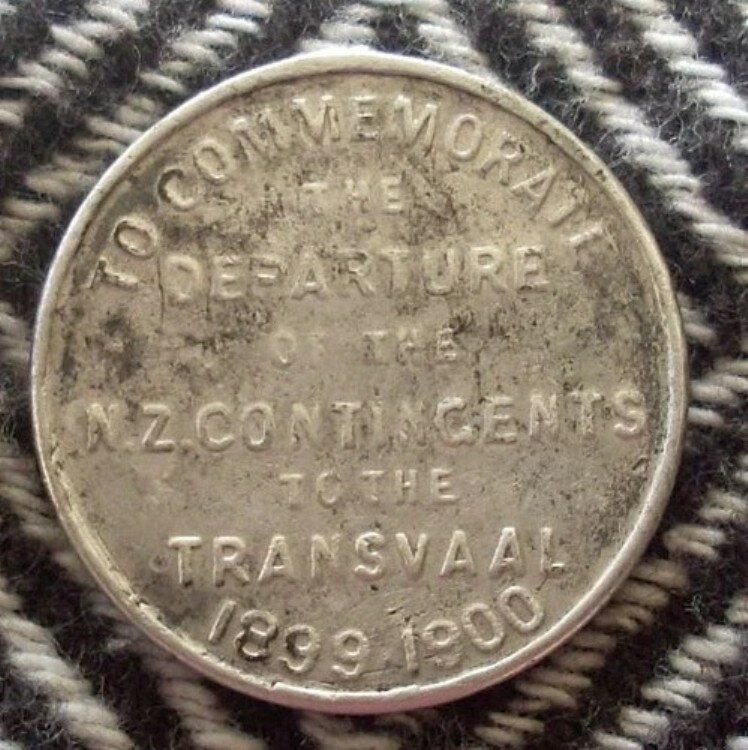 TO COMMEMORATE
THE
DEPARTURE
OF THE
N.Z. CONTINGENTS
TO THE
TRANSVAAL
1899 1900